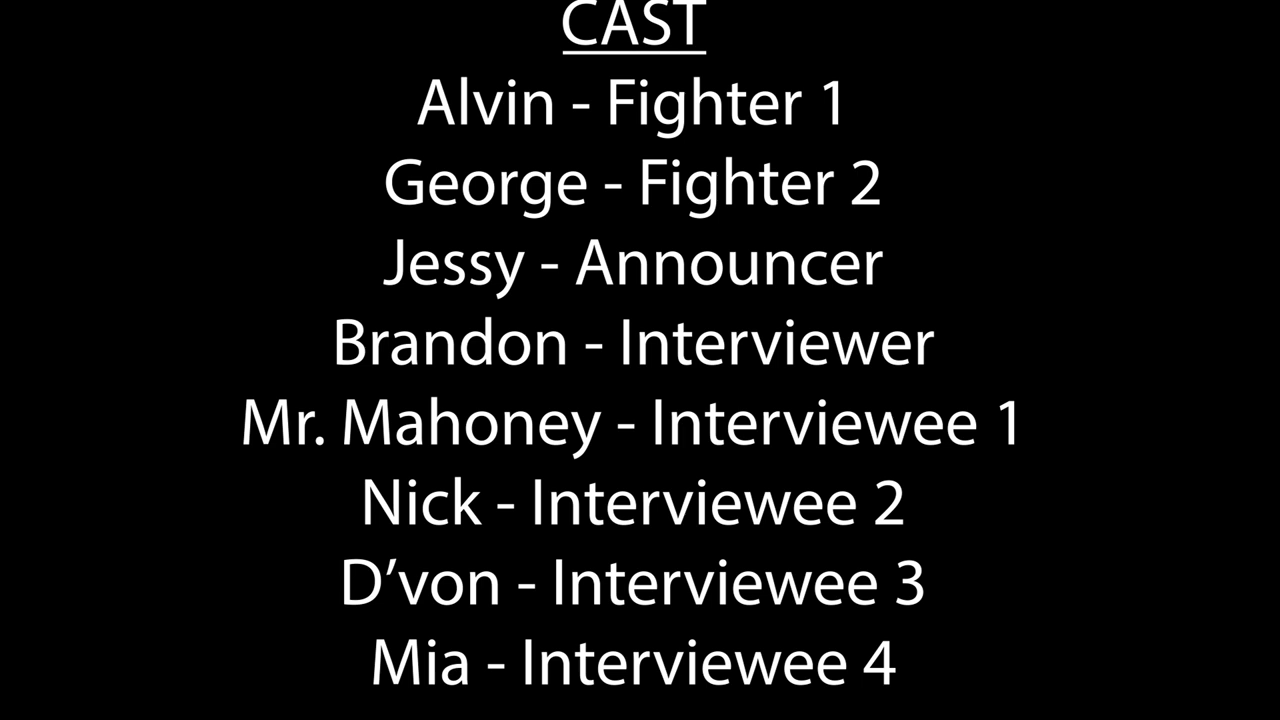 CAST
Alvin - Fighter 1
George - Fighter 2
Jessy - Announcer
Brandon - Interviewer
Mr. Mahoney - Interviewee 1
Nick - Interviewee 2
D’von - Interviewee 3
Mia - Interviewee 4